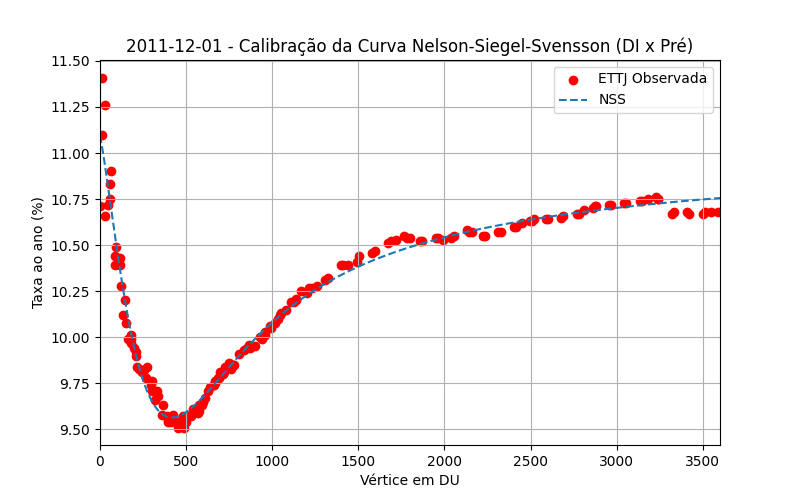 2011-12-01 - Calibração da Curva Nelson-Siegel-Svensson (DI x Pré)
ETTJ Observada
NSS
Taxa ao ano (%)
11.50
11.25
11.00
10.75
10.50
10.25
10.00
9.75
9.50
0 500 1000 1500 2000 2500 3000 3500
Vértice em DU